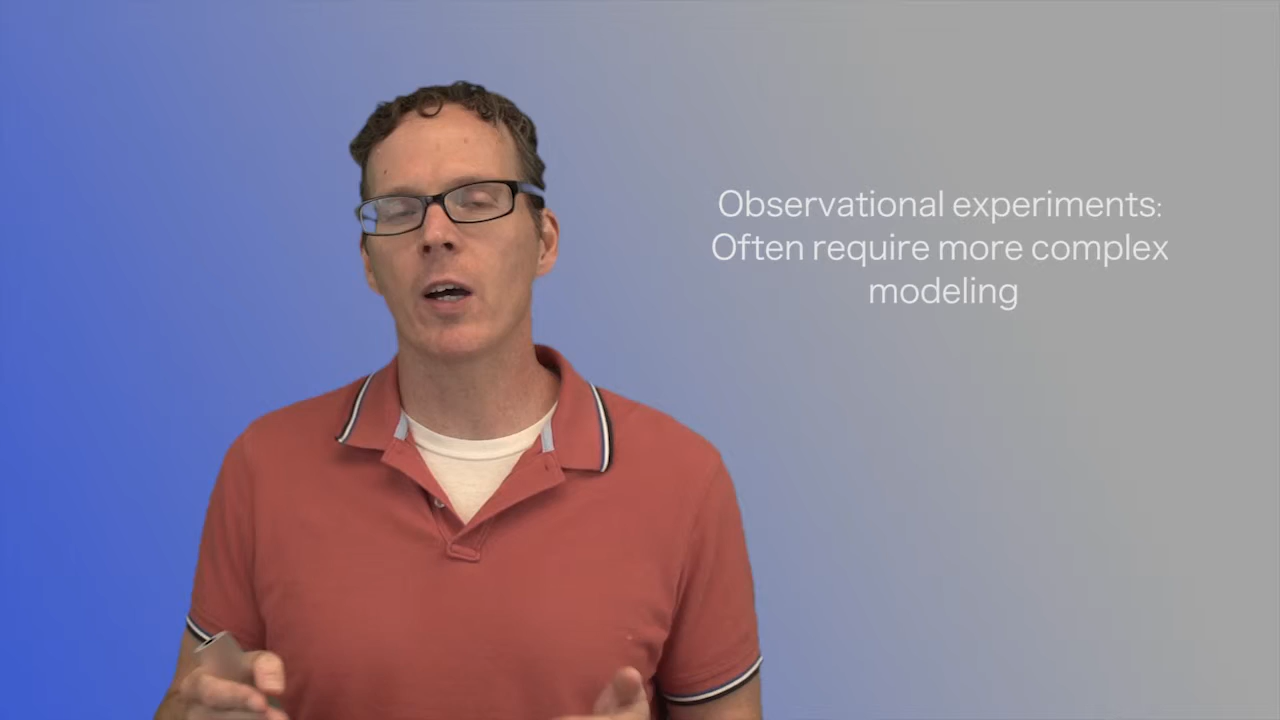 Observational experiments:
Often require more complex
modeling